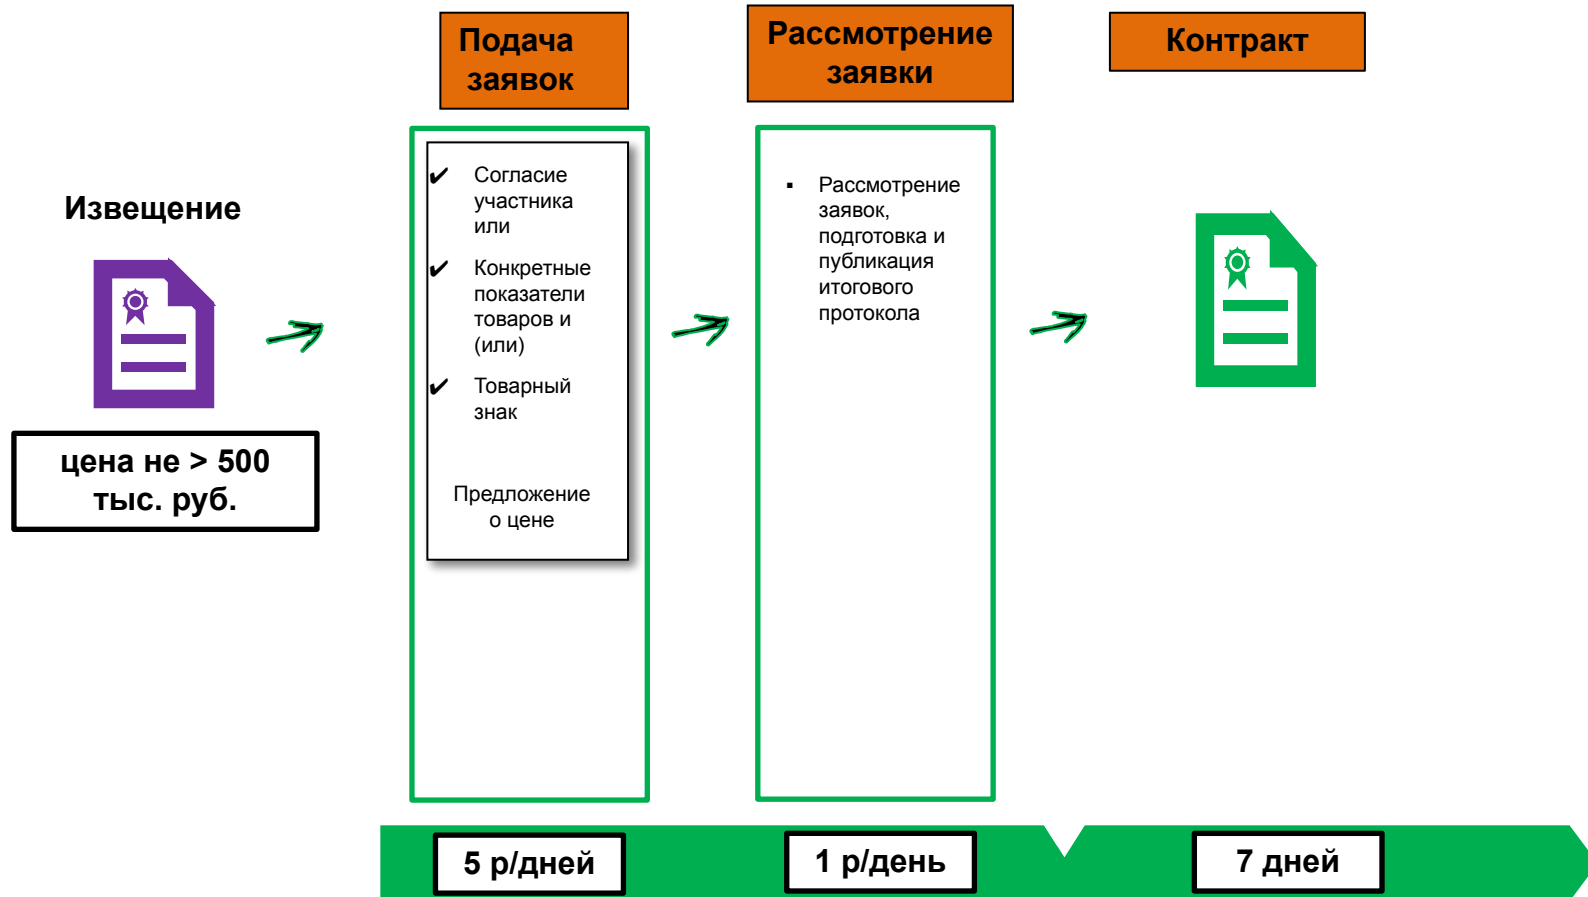 Подача
заявок
Рассмотрение
заявки
Контракт
Извещение
цена не > 500
тыс. руб.
✔ Согласие
участника
или
✔ Конкретные
показатели
товаров и
(или)
✔ Товарный
знак
Предложение
о цене
▪ Рассмотрение
заявок,
подготовка и
публикация
итогового
протокола
5 р/дней
1 р/день
7 дней